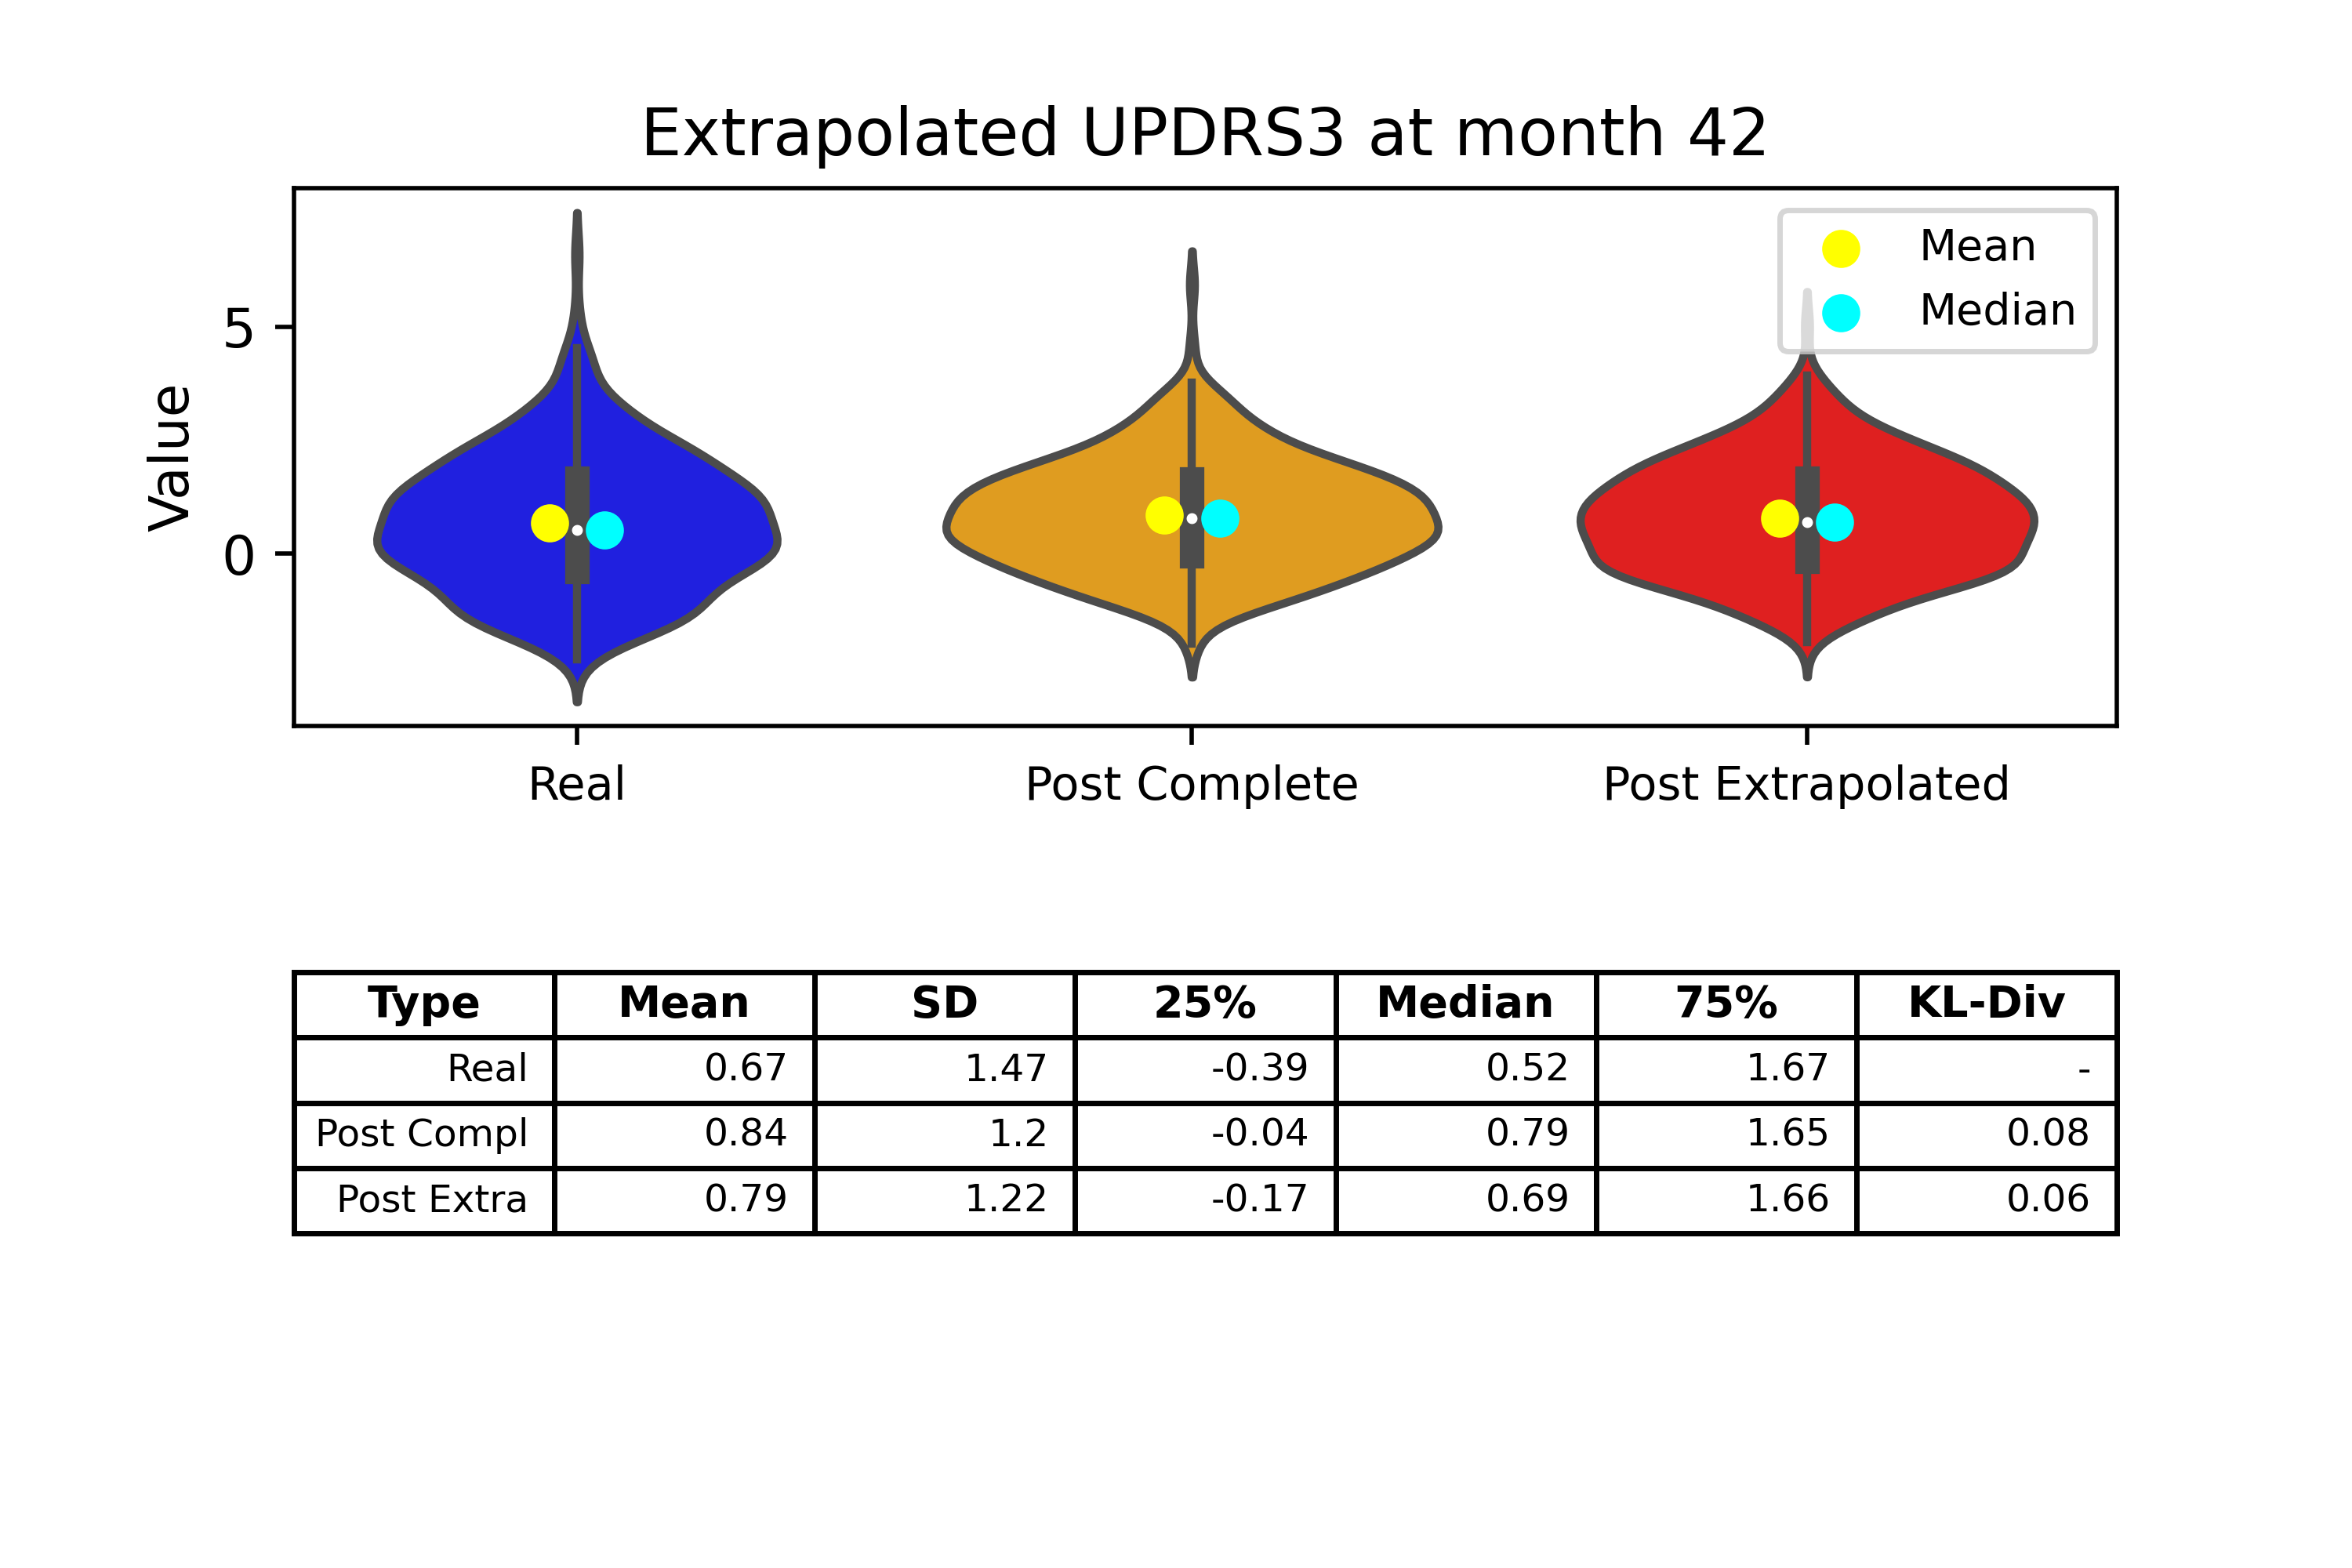 Extrapolated UPDRS3 at month 42
Mean
Median
Value
5
0
Real Post Complete Post Extrapolated
Type Mean SD 25% Median 75% KL-Div
Real 0.67 1.47 -0.39 0.52 1.67 -
Post Compl 0.84 1.2 -0.04 0.79 1.65 0.08
Post Extra 0.79 1.22 -0.17 0.69 1.66 0.06